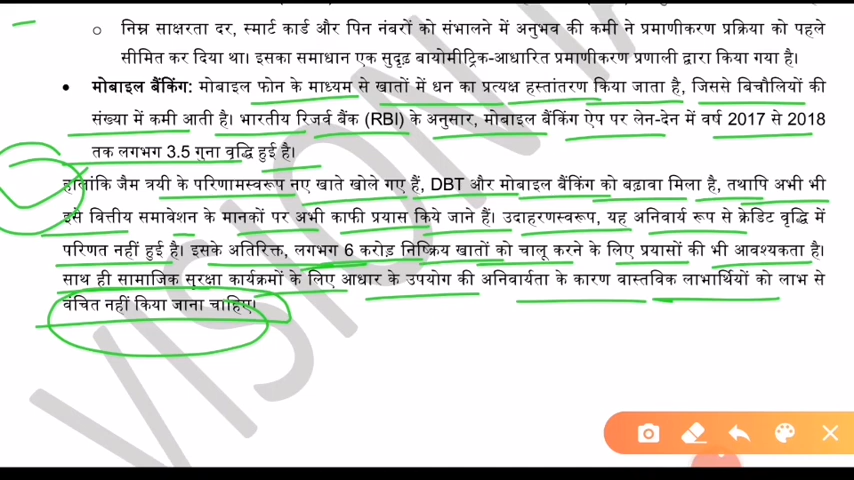 ○ निम्न साक्षरता दर, स्मार्ट कार्ड और पिन नंबरों को संभालने में अनुभव की कमी ने प्रमाणीकरण प्रक्रिया को पहले
सीमित कर दिया था। इसका समाधान एक सुदृढ़ बायोमीट्रिक-आधारित प्रमाणीकरण प्रणाली द्वारा किया गया है।
• मोबाइल बैंकिंग: मोबाइल फोन के माध्यम से खातों में धन का प्रत्यक्ष हस्तांतरण किया जाता है, जिससे बिचौलियों की
संख्या में कमी आती है। भारतीय रिजर्व बैंक (RBI) के अनुसार, मोबाइल बैंकिंग ऐप पर लेन-देन में वर्ष 2017 से 2018
तक लगभग 3.5 गुना वृद्धि हुई है।
हालांकि जैम त्रयी के परिणामस्वरूप नए खाते खोले गए हैं, DBT और मोबाइल बैंकिंग को बढ़ावा मिला है, तथापि अभी भी
इसे वित्तीय समावेशन के मानकों पर अभी काफी प्रयास किये जाने हैं। उदाहरणस्वरूप, यह अनिवार्य रूप से क्रेडिट वृद्धि में
परिणत नहीं हुई है। इसके अतिरिक्त, लगभग 6 करोड़ निष्क्रिय खातों को चालू करने के लिए प्रयासों की भी आवश्यकता है।
साथ ही सामाजिक सुरक्षा कार्यक्रमों के लिए आधार के उपयोग की अनिवार्यता के कारण वास्तविक लाभार्थियों को लाभ से
वंचित नहीं किया जाना चाहिए।
VISION IA